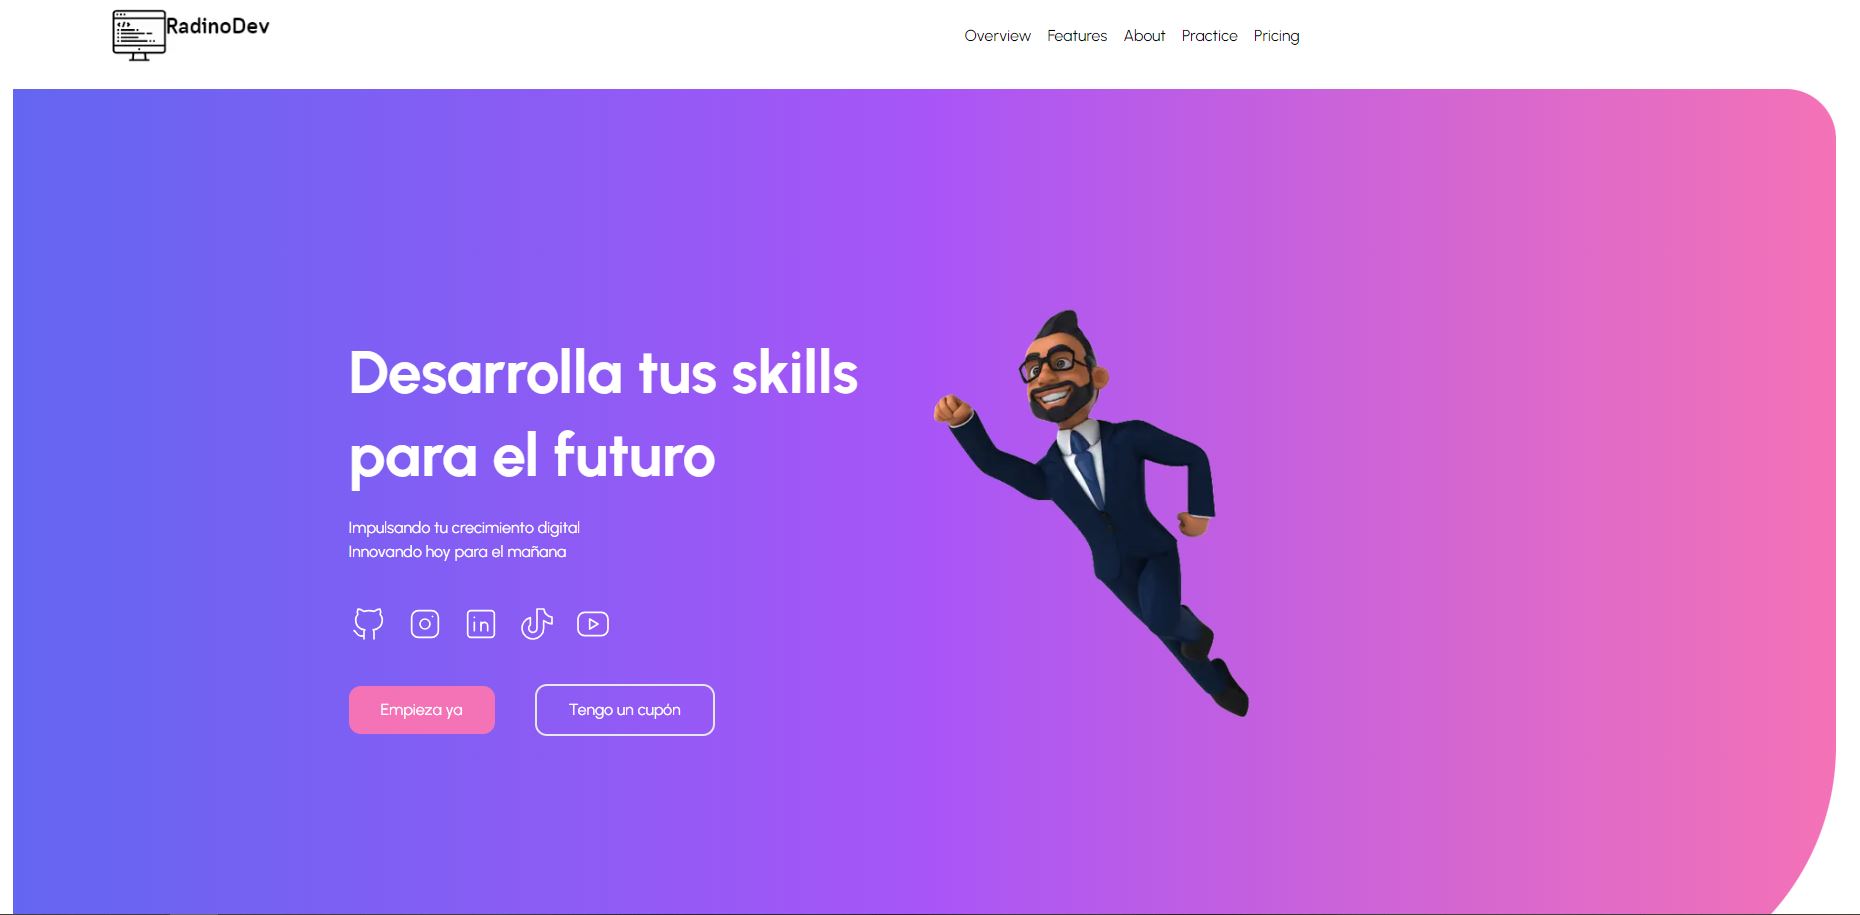 RadinoDev
Overview Features About Practice Pricing
Desarrolla tus skills
para el futuro
Impulsando tu crecimiento digital
Innovando hoy para el mañana
Empieza ya
Tengo un cupón